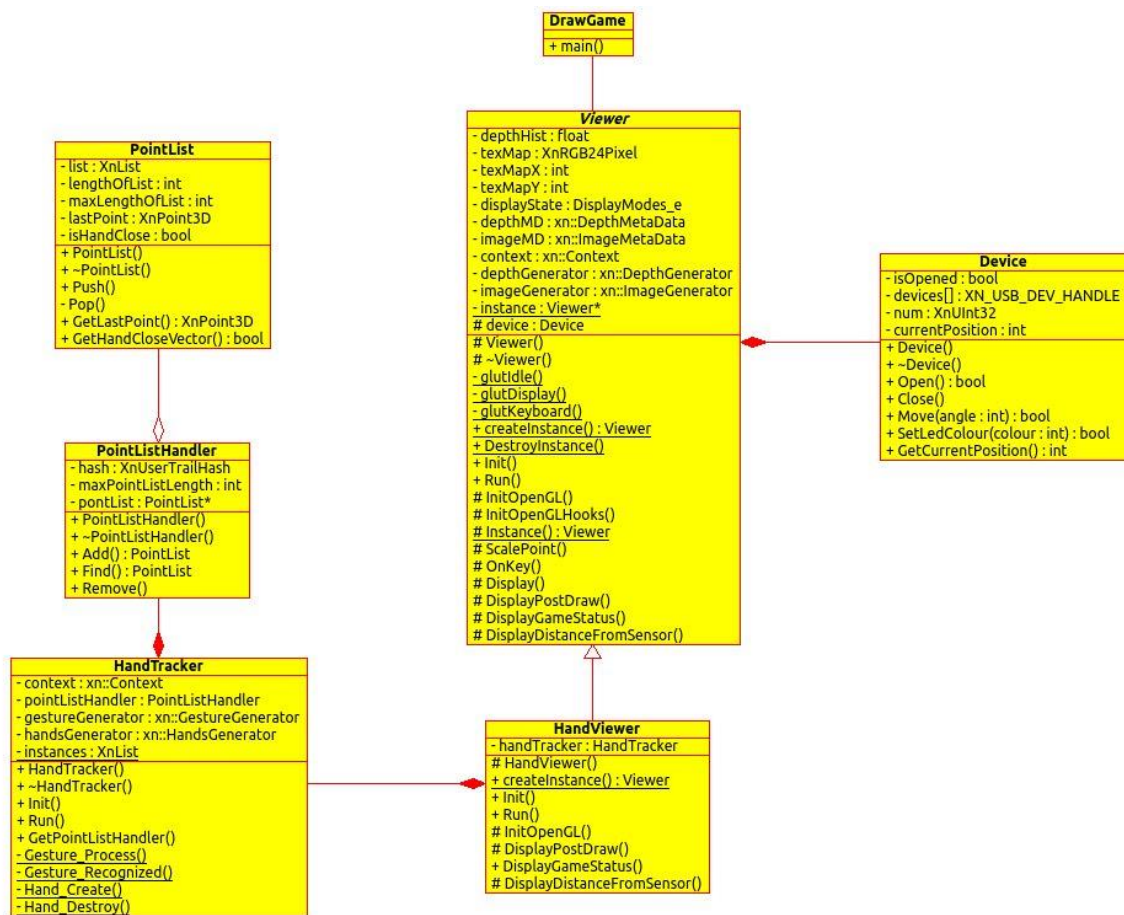 DrawGame
+ main()
Viewer
- depthHist : float
- texMap : XnRGB24Pixel
- texMapX : int
- texMapY : int
- displayState : DisplayModes_e
- depthMD : xn::DepthMetaData
- imageMD : xn::ImageMetaData
- context : xn::Context
- depthGenerator : xn::DepthGenerator
- imageGenerator : xn::ImageGenerator
- instance : Viewer*
# device : Device
# Viewer()
# ~Viewer()
- glutIdle()
- glutDisplay()
- glutKeyboard()
+ createInstance() : Viewer
+ DestroyInstance()
+ Init()
+ Run()
# InitOpenGL()
# InitOpenGLHooks()
# Instance() : Viewer
# ScalePoint()
# OnKey()
# Display()
# DisplayPostDraw()
# DisplayGameStatus()
# DisplayDistanceFromSensor()
PointList
- list : XnList
- lengthOfList : int
- maxLengthOfList : int
- lastPoint : XnPoint3D
- isHandClose : bool
+ PointList()
+ ~PointList()
+ Push()
- Pop()
+ GetLastPoint() : XnPoint3D
+ GetHandCloseVector() : bool
Device
- isOpened : bool
- devices[] : XN_USB_DEV_HANDLE
- num : XnUInt32
- currentPosition : int
+ Device()
+ ~Device()
+ Open() : bool
+ Close()
+ Move(angle : int) : bool
+ SetLedColour(colour : int) : bool
+ GetCurrentPosition() : int
PointListHandler
- hash : XnUserTrailHash
- maxPointListLength : int
- pontList : PointList*
+ PointListHandler()
+ ~PointListHandler()
+ Add() : PointList
+ Find() : PointList
+ Remove()
HandTracker
- context : xn::Context
- pointListHandler : PointListHandler
- gestureGenerator : xn::GestureGenerator
- handsGenerator : xn::HandsGenerator
- instances : XnList
+ HandTracker()
+ ~HandTracker()
+ Init()
+ Run()
+ GetPointListHandler()
- Gesture_Process()
- Gesture_Recognized()
- Hand_Create()
- Hand_Destroy()
HandViewer
- handTracker : HandTracker
# HandViewer()
+ createInstance() : Viewer
+ Init()
+ Run()
# InitOpenGL()
# DisplayPostDraw()
+ DisplayGameStatus()
# DisplayDistanceFromSensor()